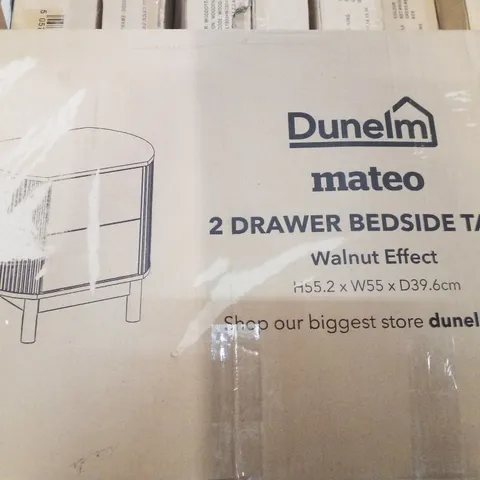 Dunelm
mateo
2 DRAWER BEDSIDE TA
Walnut Effect
H55.2 x W55 x D39.6cm
Shop our biggest store dunel